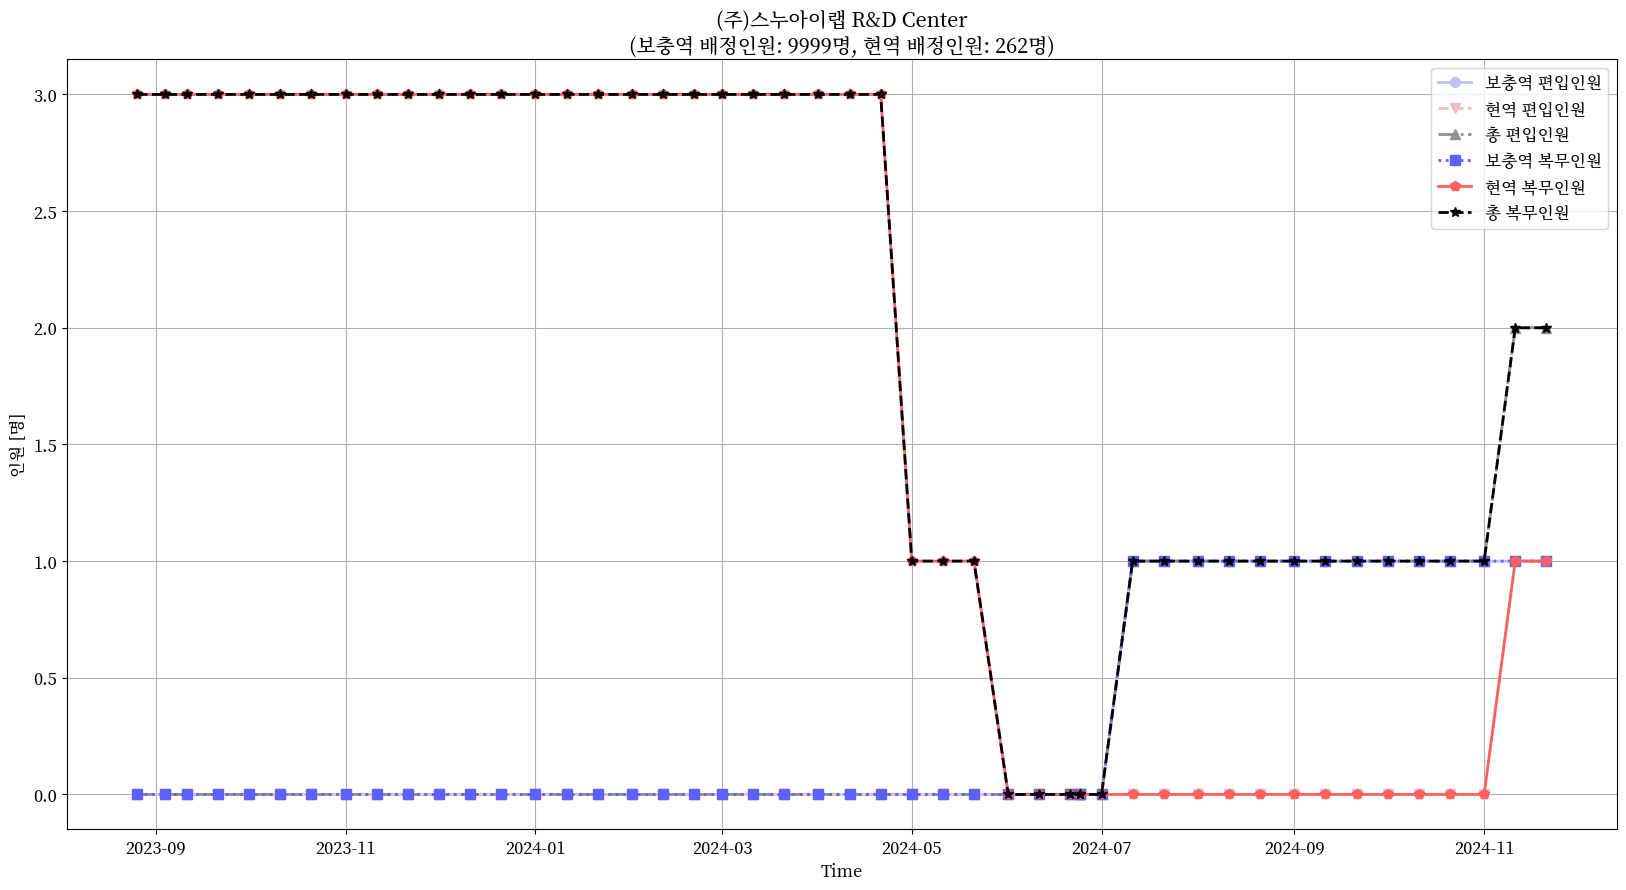 (주)스누아이랩 R&D Center
(보충역 배정인원: 9999명, 현역 배정인원: 262명)
보충역 편입인원
현역 편입인원
총 편입인원
보충역 복무인원
현역 복무인원
총 복무인원
3.0
2.5
2.0
1.5
1.0
0.5
0.0
인원 [명]
2023-09 2023-11 2024-01 2024-03 2024-05 2024-07 2024-09 2024-11
Time